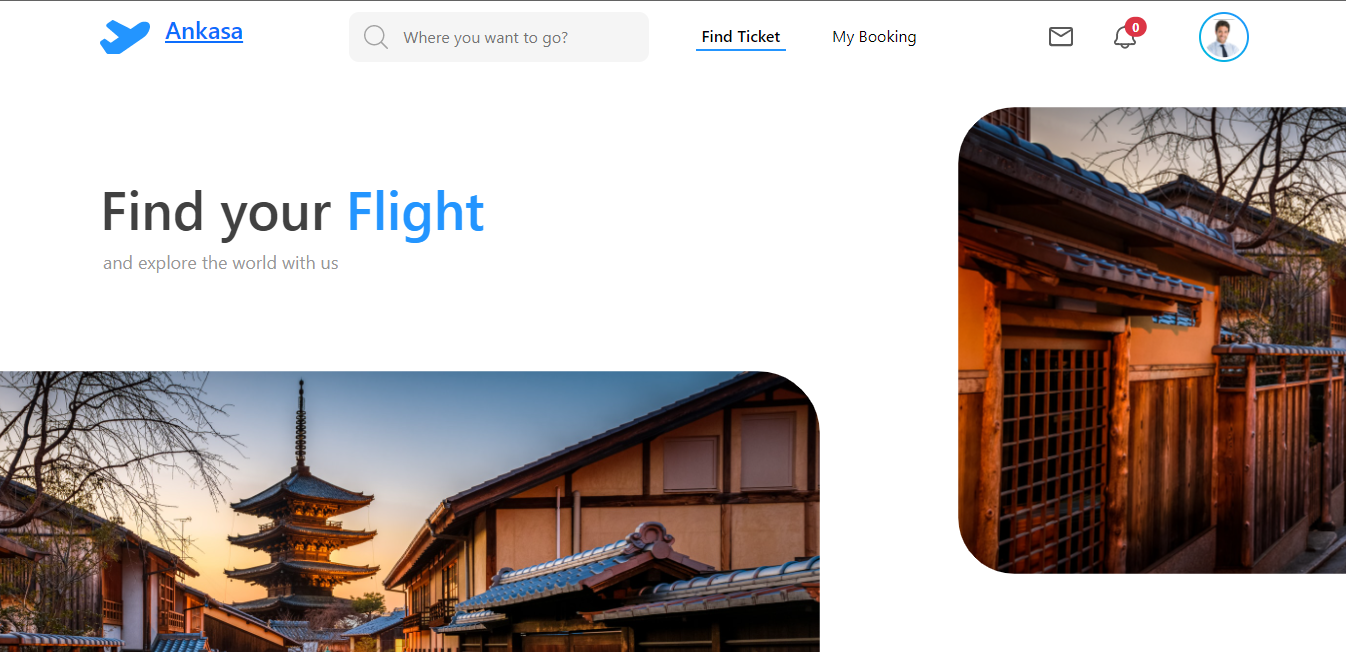 Ankasa
Where you want to go?
Find Ticket
My Booking
0
Find your Flight
and explore the world with us